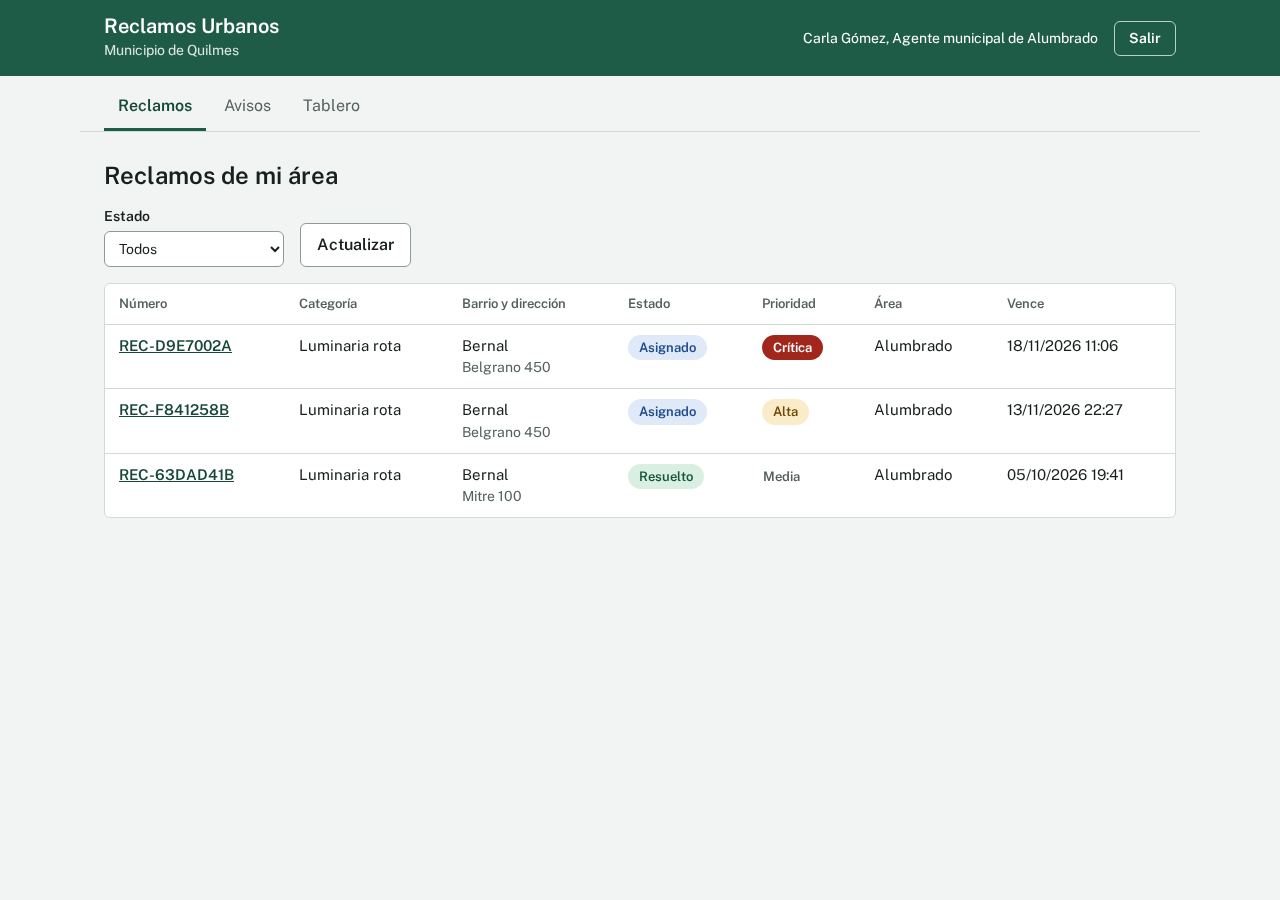 Reclamos Urbanos
Municipio de Quilmes
Carla Gómez, Agente municipal de Alumbrado
Salir
Reclamos Avisos Tablero
Reclamos de mi área
Estado
Todos
Actualizar
Número Categoría Barrio y dirección Estado Prioridad Área Vence
REC-D9E7002A Luminaria rota Bernal Asignado Crítica Alumbrado 18/11/2026 11:06
Belgrano 450
REC-F841258B Luminaria rota Bernal Asignado Alta Alumbrado 13/11/2026 22:27
Belgrano 450
REC-63DAD41B Luminaria rota Bernal Resuelto Media Alumbrado 05/10/2026 19:41
Mitre 100